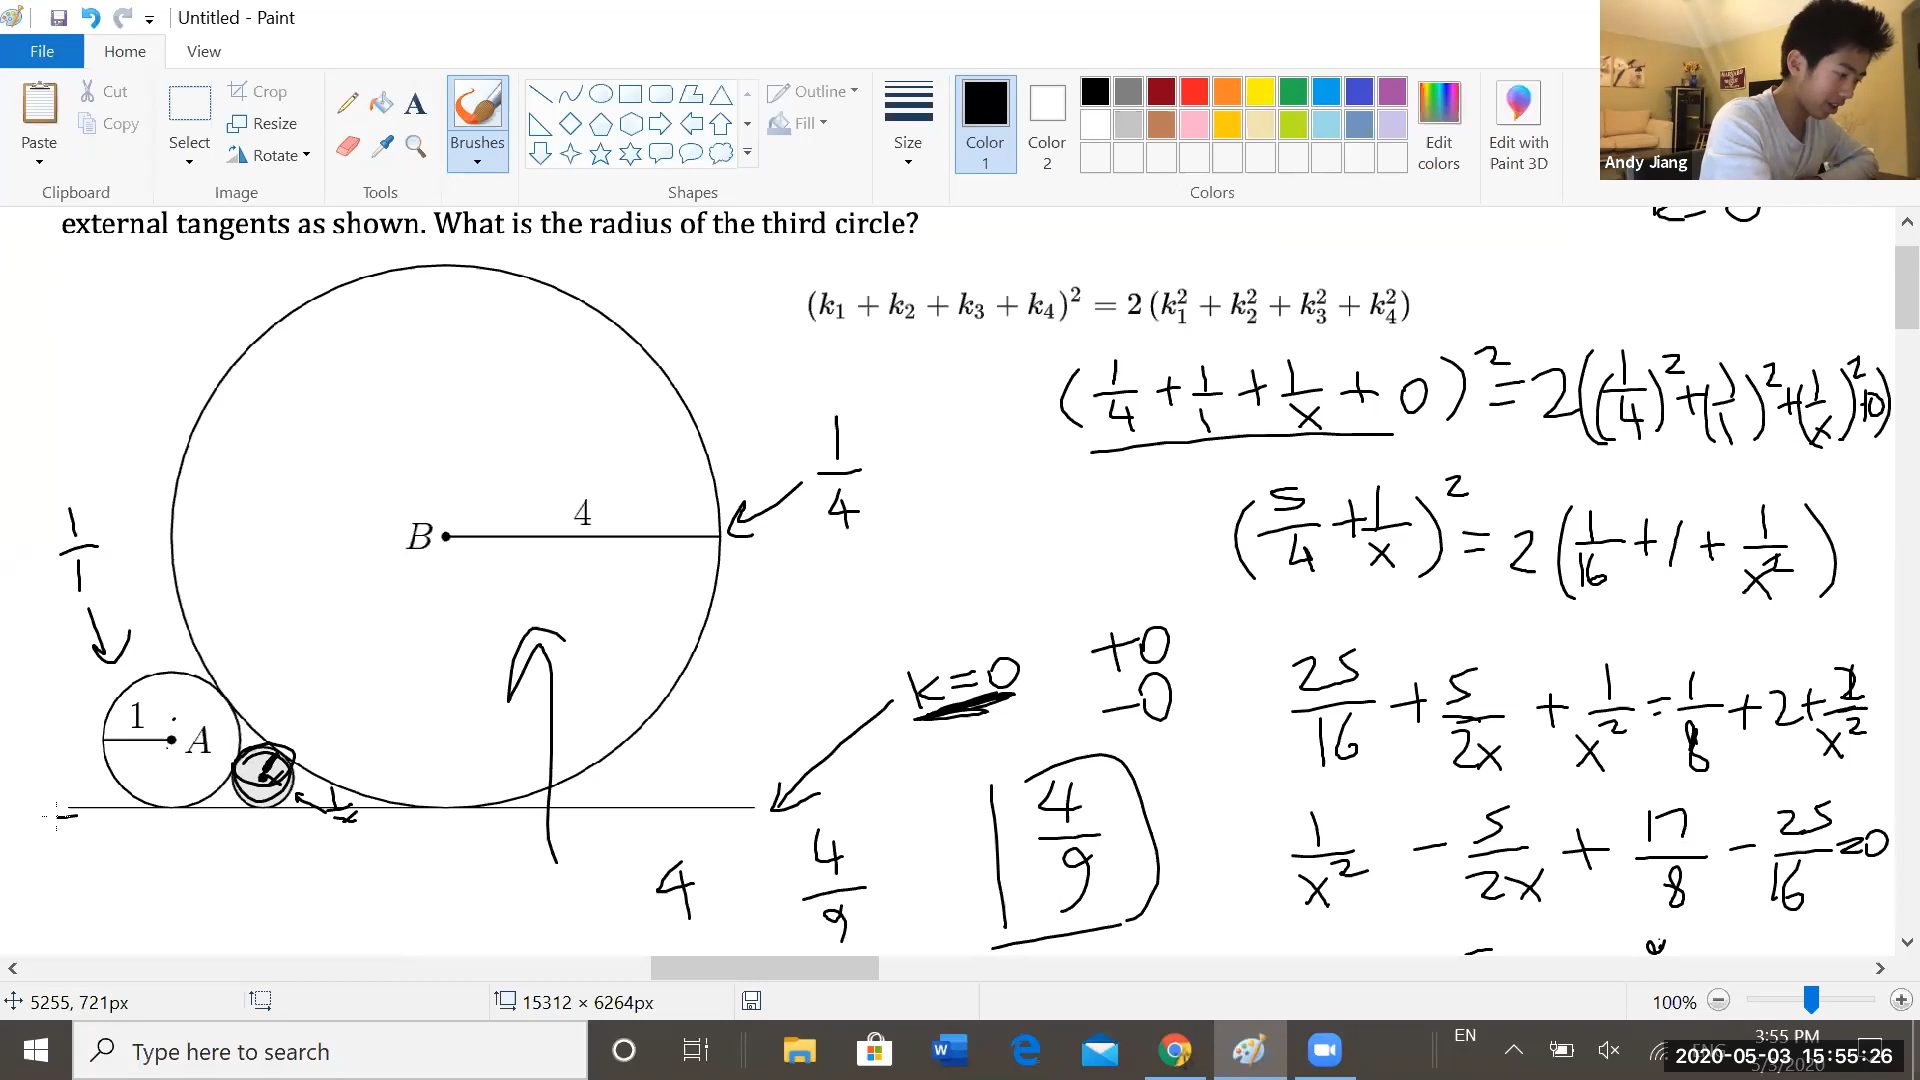 Untitled - Paint
File Home View
Paste
Cut
Copy
Clipboard
Select
Crop
Resize
Rotate
Image
Tools
Brushes
Outline
Fill
Shapes
Size
Color 1
Color 2
Edit colors
Edit with Paint 3D
Colors
Andy Jiang
external tangents as shown. What is the radius of the third circle?
(k₁ + k₂ + k₃ + k₄)² = 2 (k₁² + k₂² + k₃² + k₄²)
(1/4 + 1/1 + 1/x + 0)² = 2((1/4)² + (1/1)² + (1/x)² + 0)
1/4
B 4
(5/4 + 1/x)² = 2(1/16 + 1 + 1/x²)
1/1
k=0
+0
-0
25/16 + 5/2x + 1/x² = 1/8 + 2 + 2/x²
1 A
1/x
4
4/9
4/9
1/x² - 5/2x + 17/8 - 25/16 = 0
5255, 721px
15312 × 6264px
100%
Type here to search
EN
3:55 PM
2020-05-03 15:55:26